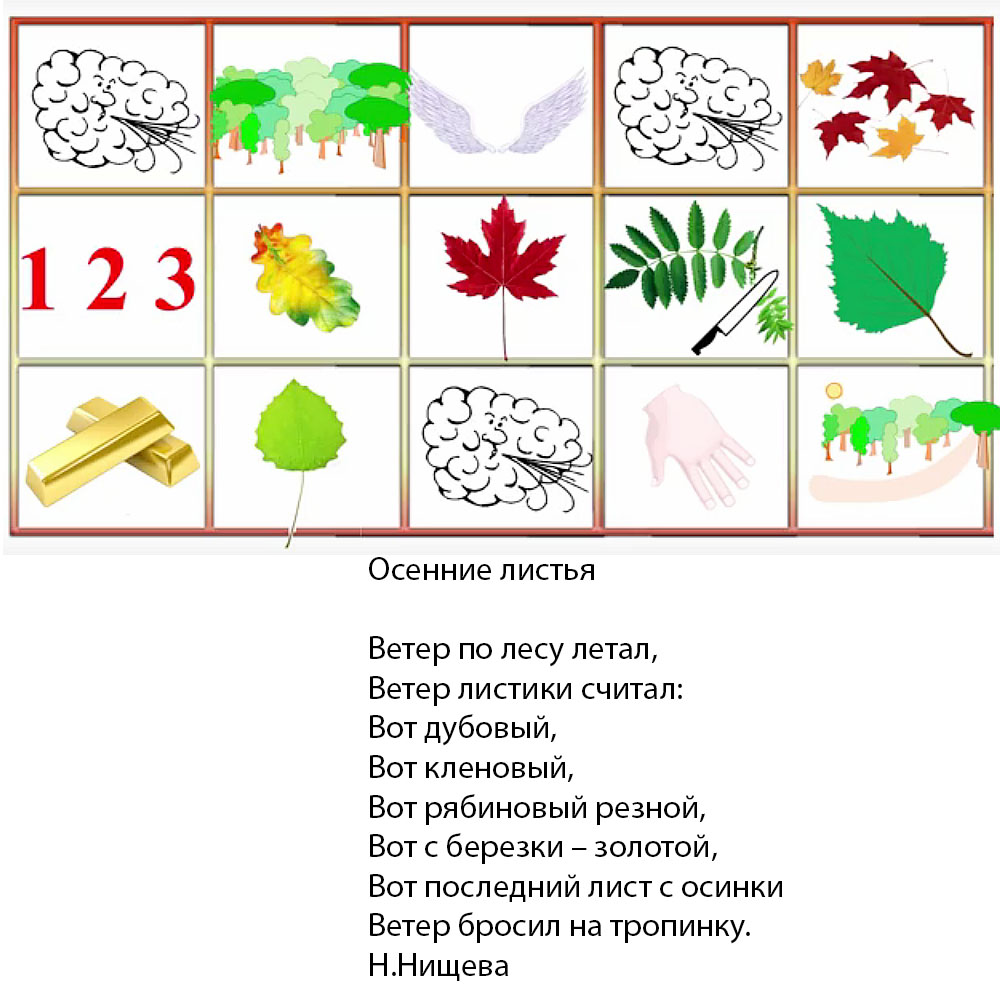 1 2 3
Осенние листья
Ветер по лесу летал,
Ветер листики считал:
Вот дубовый,
Вот кленовый,
Вот рябиновый резной,
Вот с березки – золотой,
Вот последний лист с осинки
Ветер бросил на тропинку.
Н.Нищева